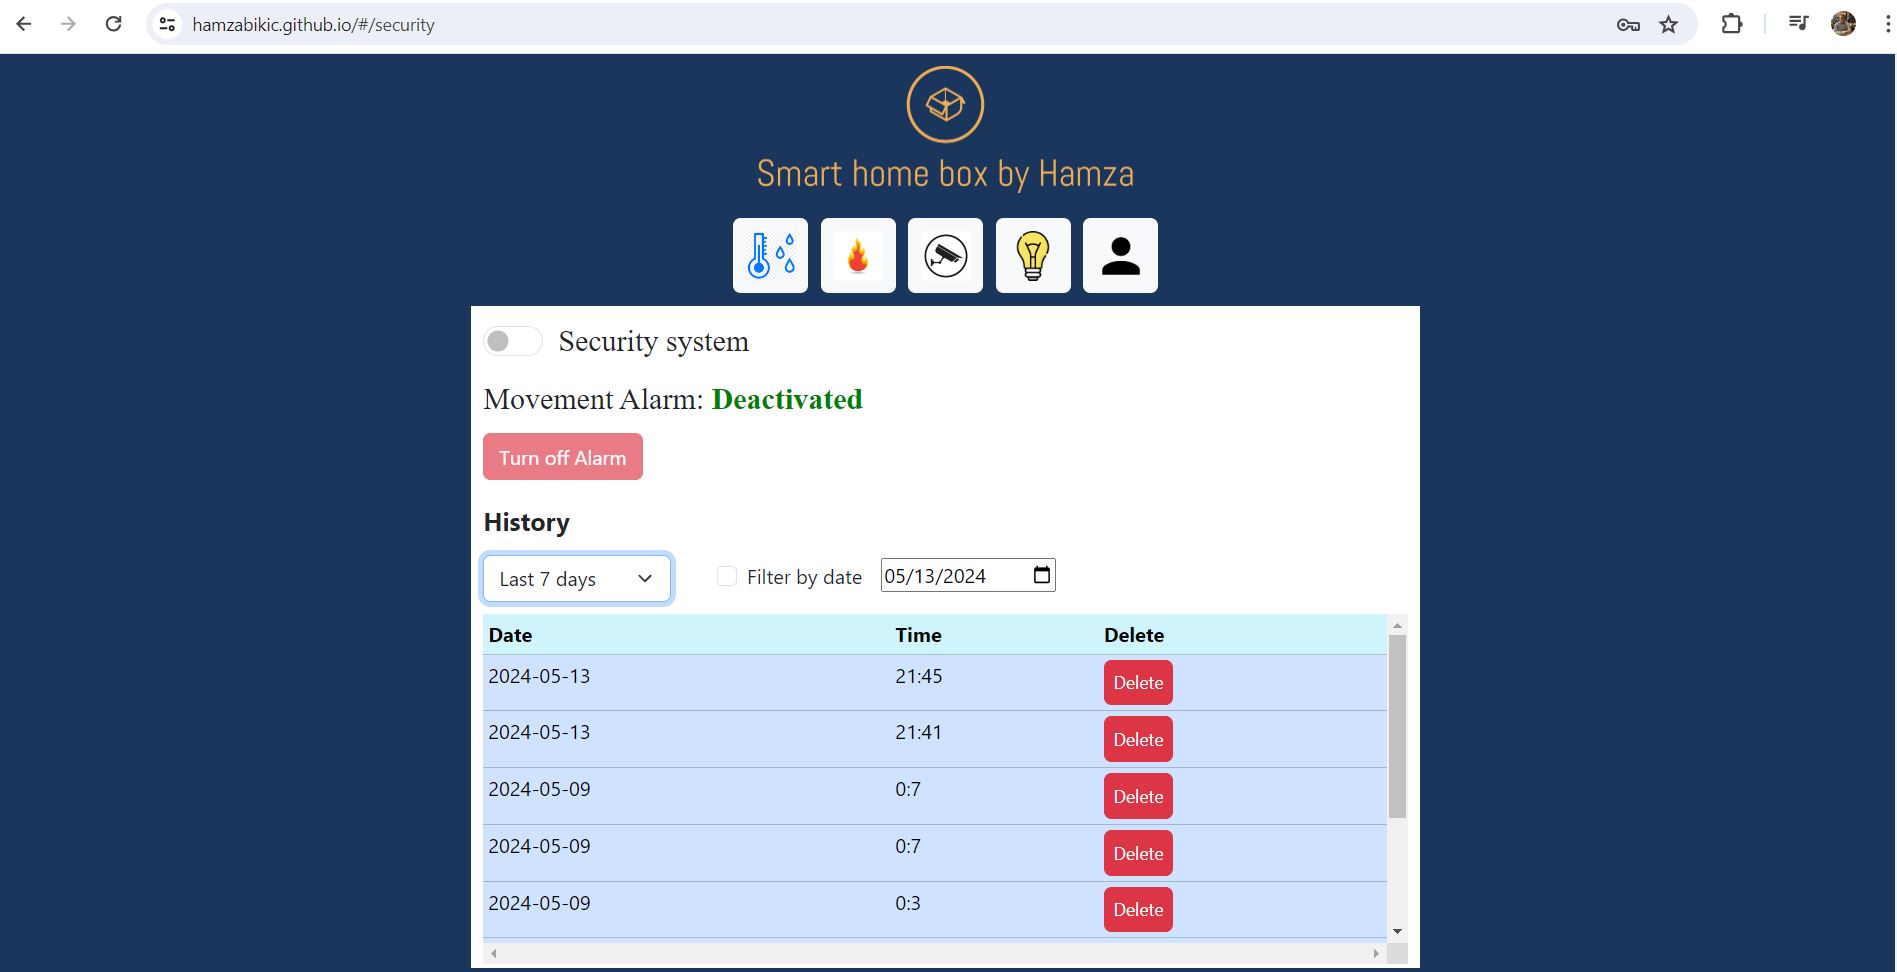 hamzabikic.github.io/#/security
Smart home box by Hamza
Security system
Movement Alarm: Deactivated
Turn off Alarm
History
Last 7 days Filter by date 05/13/2024
Date Time Delete
2024-05-13 21:45 Delete
2024-05-13 21:41 Delete
2024-05-09 0:7 Delete
2024-05-09 0:7 Delete
2024-05-09 0:3 Delete